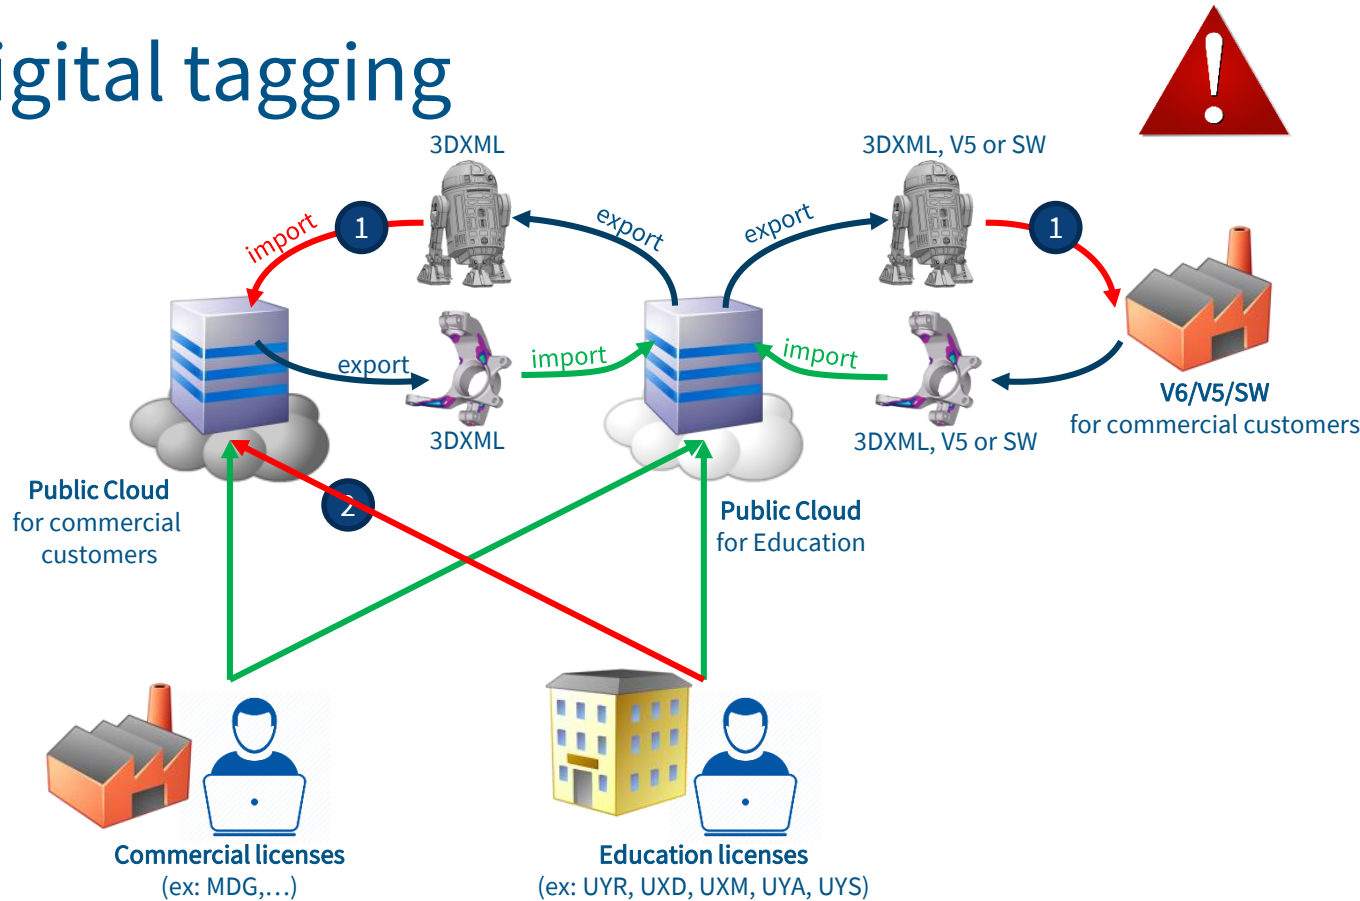 igital tagging
3DXML
3DXML, V5 or SW
import
1
export
export
1
export
import
import
3DXML
3DXML, V5 or SW
V6/V5/SW
for commercial customers
Public Cloud
for commercial
customers
2
Public Cloud
for Education
Commercial licenses
(ex: MDG,...)
Education licenses
(ex: UYR, UXD, UXM, UYA, UYS)